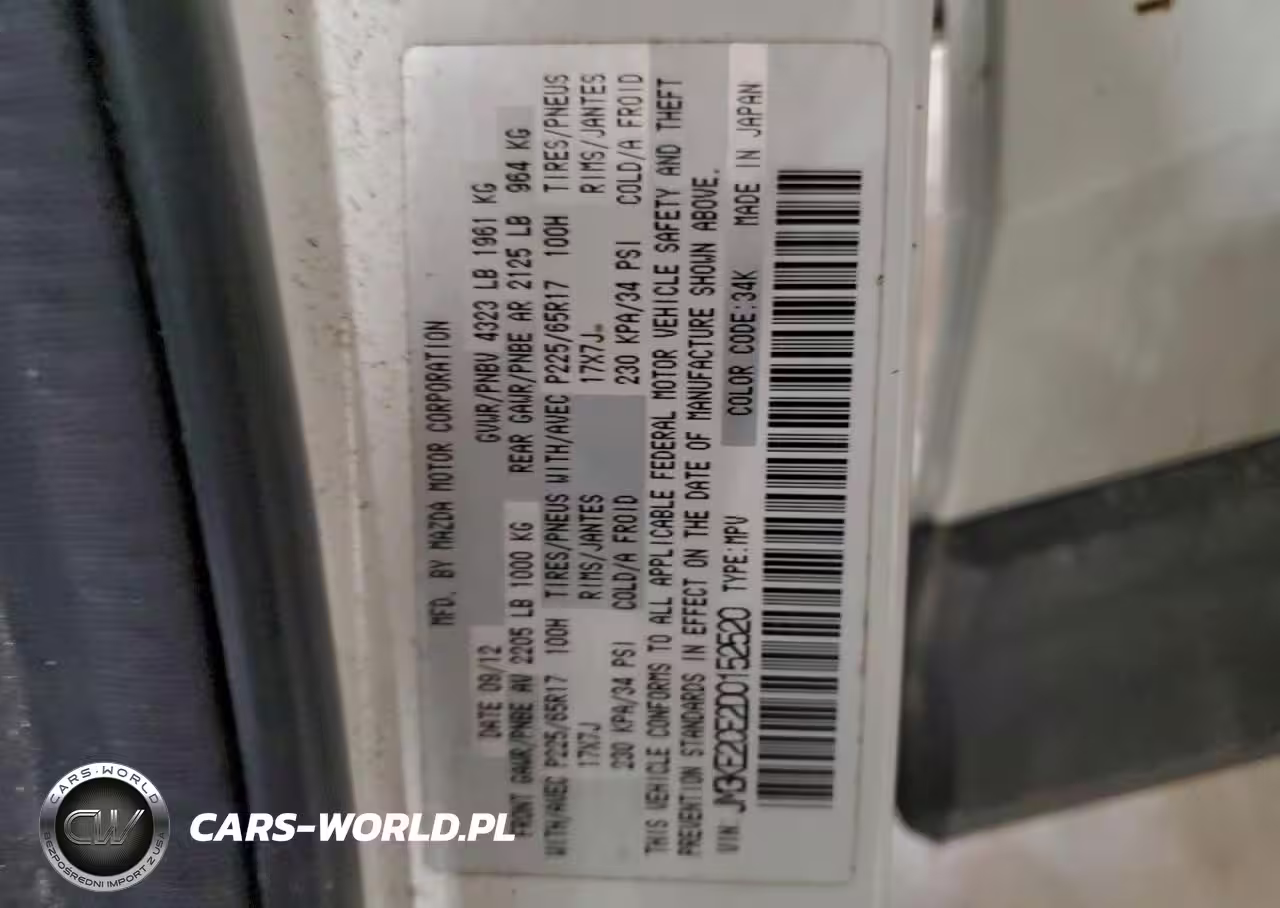 MFD. BY MAZDA MOTOR CORPORATION
DATE 09/12 GVWR/PNBV 4323 LB 1961 KG
FRONT GAWR/PNBE AV 2205 LB 1000 KG REAR GAWR/PNBE AR 2125 LB 964 KG
WITH/AVEC P225/65R17 100H TIRES/PNEUS WITH/AVEC P225/65R17 100H TIRES/PNEUS
17X7J RIMS/JANTES 17X7J RIMS/JANTES
230 KPA/34 PSI COLD/A FROID 230 KPA/34 PSI COLD/A FROID
THIS VEHICLE CONFORMS TO ALL APPLICABLE FEDERAL MOTOR VEHICLE SAFETY AND THEFT
PREVENTION STANDARDS IN EFFECT ON THE DATE OF MANUFACTURE SHOWN ABOVE.
VIN: JM3KE2DE2D0152520 TYPE:MPV COLOR CODE:34K MADE IN JAPAN
CARS-WORLD
CW
BEZPOŚREDNI IMPORT Z USA
CARS-WORLD.PL